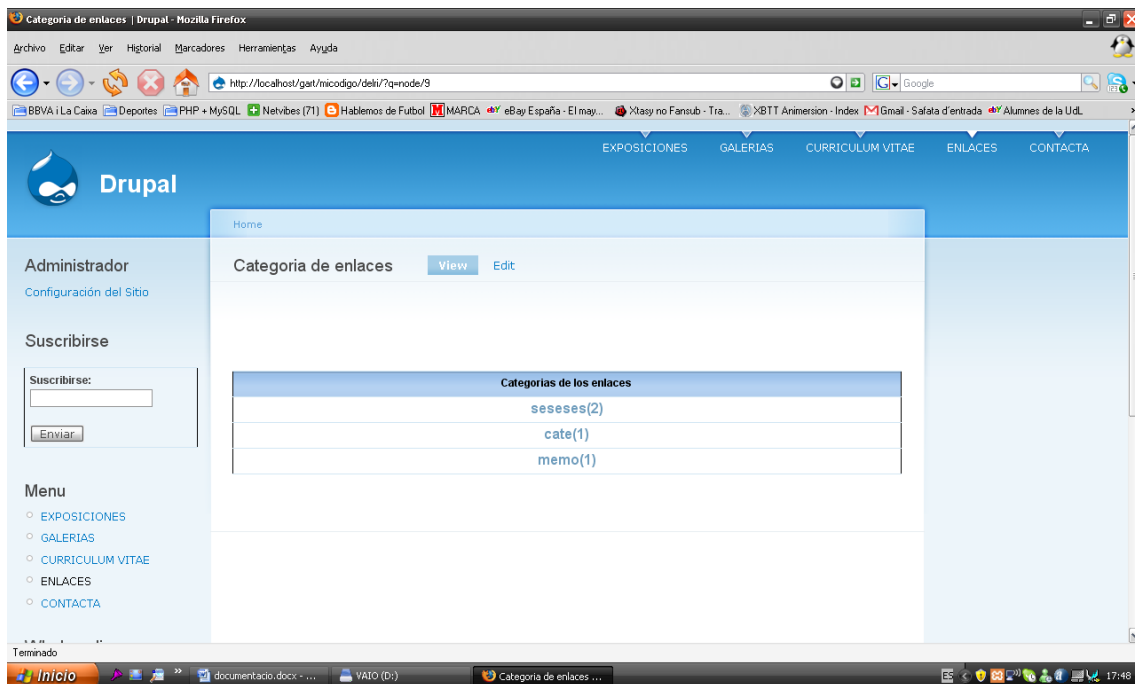 Categoria de enlaces | Drupal - Mozilla Firefox
Archivo Editar Ver Historial Marcadores Herramientas Ayuda
http://localhost/gart/micodigo/delri/?q=node/9
G Google
BBVA i La Caixa Deportes PHP + MySQL Netvibes (71) Hablemos de Futbol MARCA eBay España - El may... Xtasy no Fansub - Tra... XBTT Animersion - Index Gmail - Safata d'entrada Alumnes de la UdL
EXPOSICIONES GALERIAS CURRICULUM VITAE ENLACES CONTACTA
Drupal
Home
Administrador
Configuración del Sitio
Categoria de enlaces View Edit
Suscribirse
Suscribirse:
Enviar
Categorias de los enlaces
seseses(2)
cate(1)
memo(1)
Menu
EXPOSICIONES
GALERIAS
CURRICULUM VITAE
ENLACES
CONTACTA
Terminado
Inicio documentacio.docx - ... VAIO (D:) Categoria de enlaces ... ES 17:48